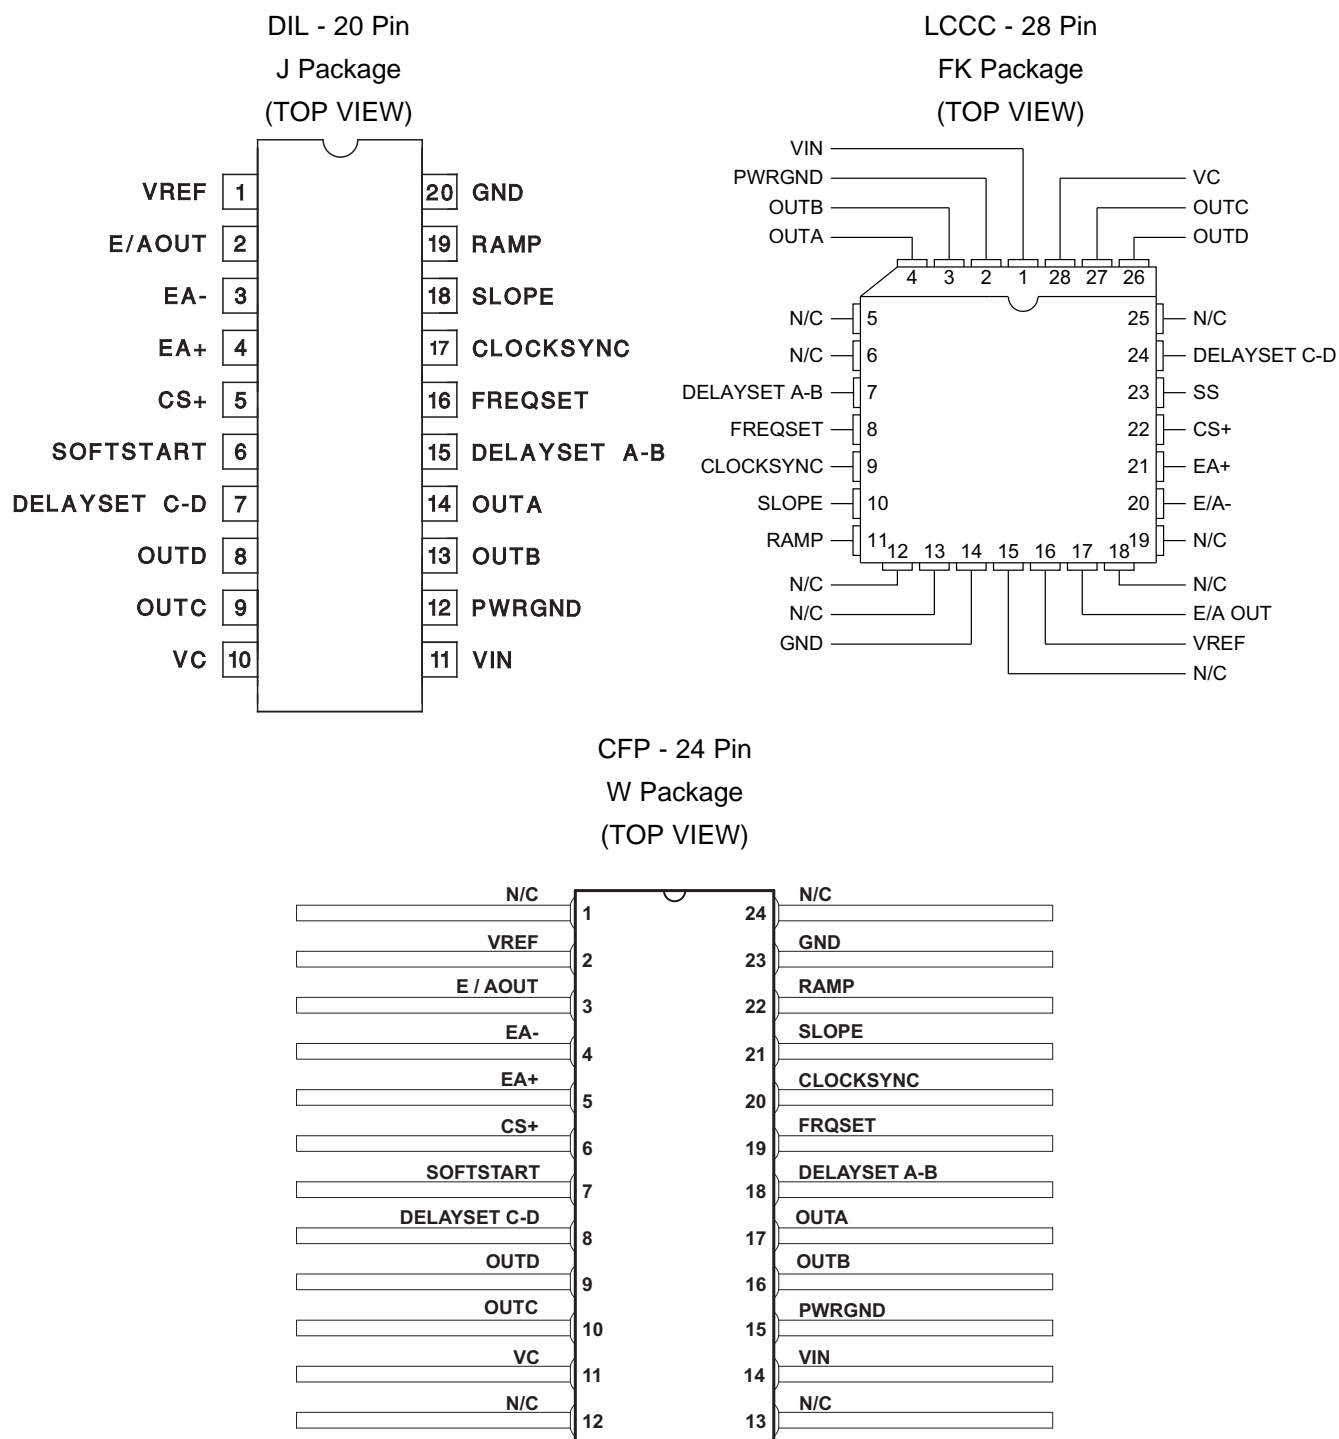 DIL - 20 Pin
J Package
(TOP VIEW)
VREF 1 20 GND
E/AOUT 2 19 RAMP
EA- 3 18 SLOPE
EA+ 4 17 CLOCKSYNC
CS+ 5 16 FREQSET
SOFTSTART 6 15 DELAYSET A-B
DELAYSET C-D 7 14 OUTA
OUTD 8 13 OUTB
OUTC 9 12 PWRGND
VC 10 11 VIN
LCCC - 28 Pin
FK Package
(TOP VIEW)
VIN
PWRGND VC
OUTB OUTC
OUTA OUTD
4 3 2 1 28 27 26
N/C 5 25 N/C
N/C 6 24 DELAYSET C-D
DELAYSET A-B 7 23 SS
FREQSET 8 22 CS+
CLOCKSYNC 9 21 EA+
SLOPE 10 20 E/A-
RAMP 11 19 N/C
12 13 14 15 16 17 18
N/C N/C
N/C E/A OUT
GND VREF
N/C
CFP - 24 Pin
W Package
(TOP VIEW)
N/C 1 24 N/C
VREF 2 23 GND
E / AOUT 3 22 RAMP
EA- 4 21 SLOPE
EA+ 5 20 CLOCKSYNC
CS+ 6 19 FRQSET
SOFTSTART 7 18 DELAYSET A-B
DELAYSET C-D 8 17 OUTA
OUTD 9 16 OUTB
OUTC 10 15 PWRGND
VC 11 14 VIN
N/C 12 13 N/C